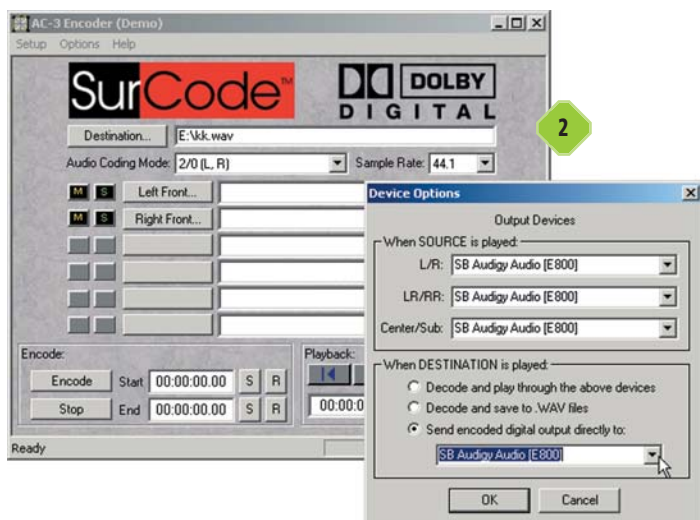 AC-3 Encoder (Demo)
Setup Options Help
SurCode™
DOLBY
DIGITAL
2
Destination... E:\kk.wav
Audio Coding Mode: 2/0 (L, R) Sample Rate: 44.1
M S Left Front...
M S Right Front...
Encode:
Encode Start 00:00:00.00 S R
Stop End 00:00:00.00 S R
Playback:
00:00:0
Ready
Device Options
Output Devices
When SOURCE is played:
L/R: SB Audigy Audio [E800]
LR/RR: SB Audigy Audio [E800]
Center/Sub: SB Audigy Audio [E800]
When DESTINATION is played:
Decode and play through the above devices
Decode and save to .WAV files
Send encoded digital output directly to:
SB Audigy Audio [E800]
OK Cancel